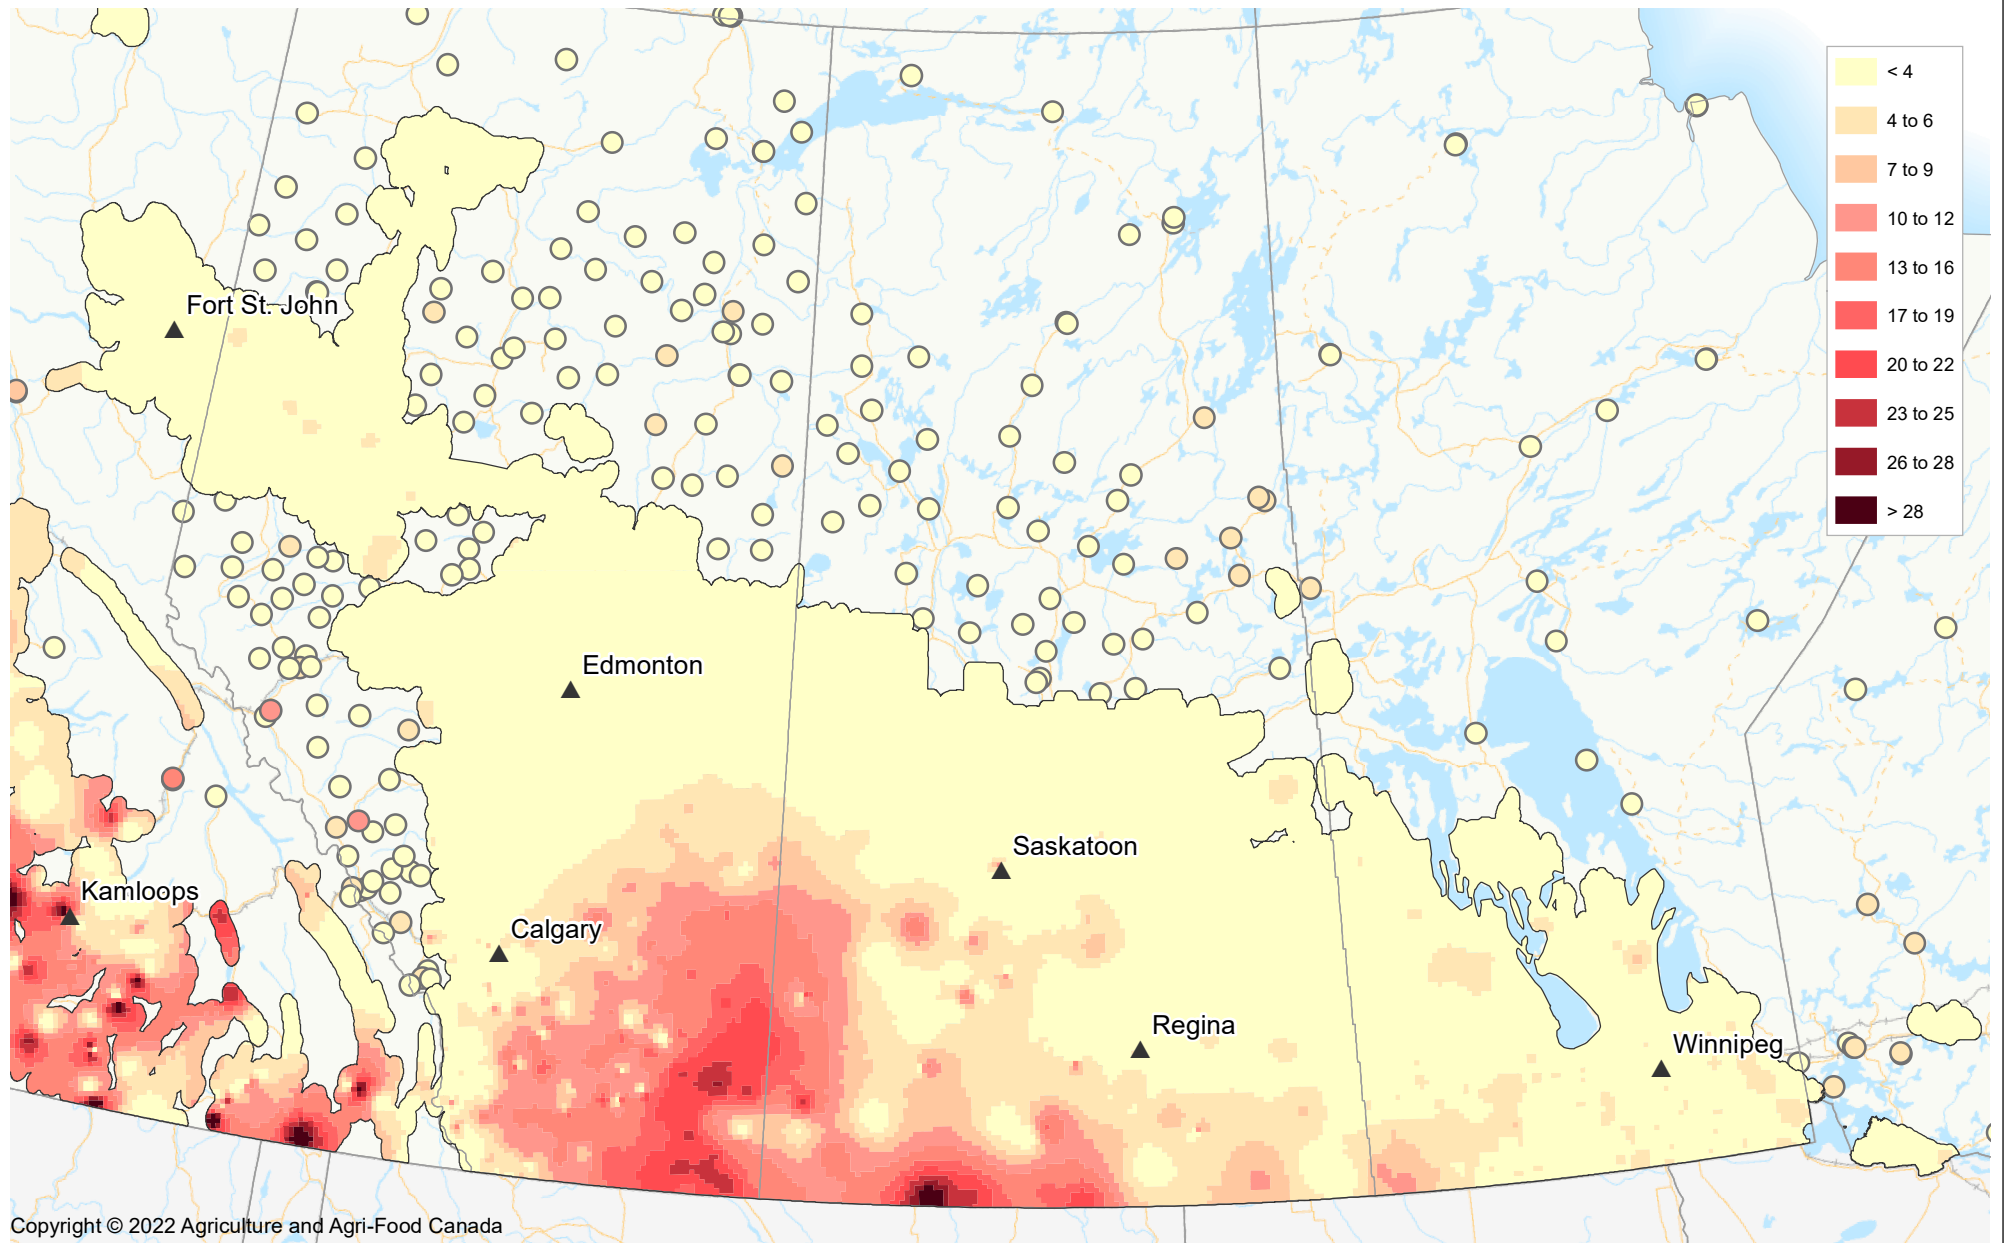 < 4
4 to 6
7 to 9
10 to 12
13 to 16
17 to 19
20 to 22
23 to 25
26 to 28
> 28
Fort St. John
Edmonton
Saskatoon
Kamloops
Calgary
Regina
Winnipeg
Copyright © 2022 Agriculture and Agri-Food Canada